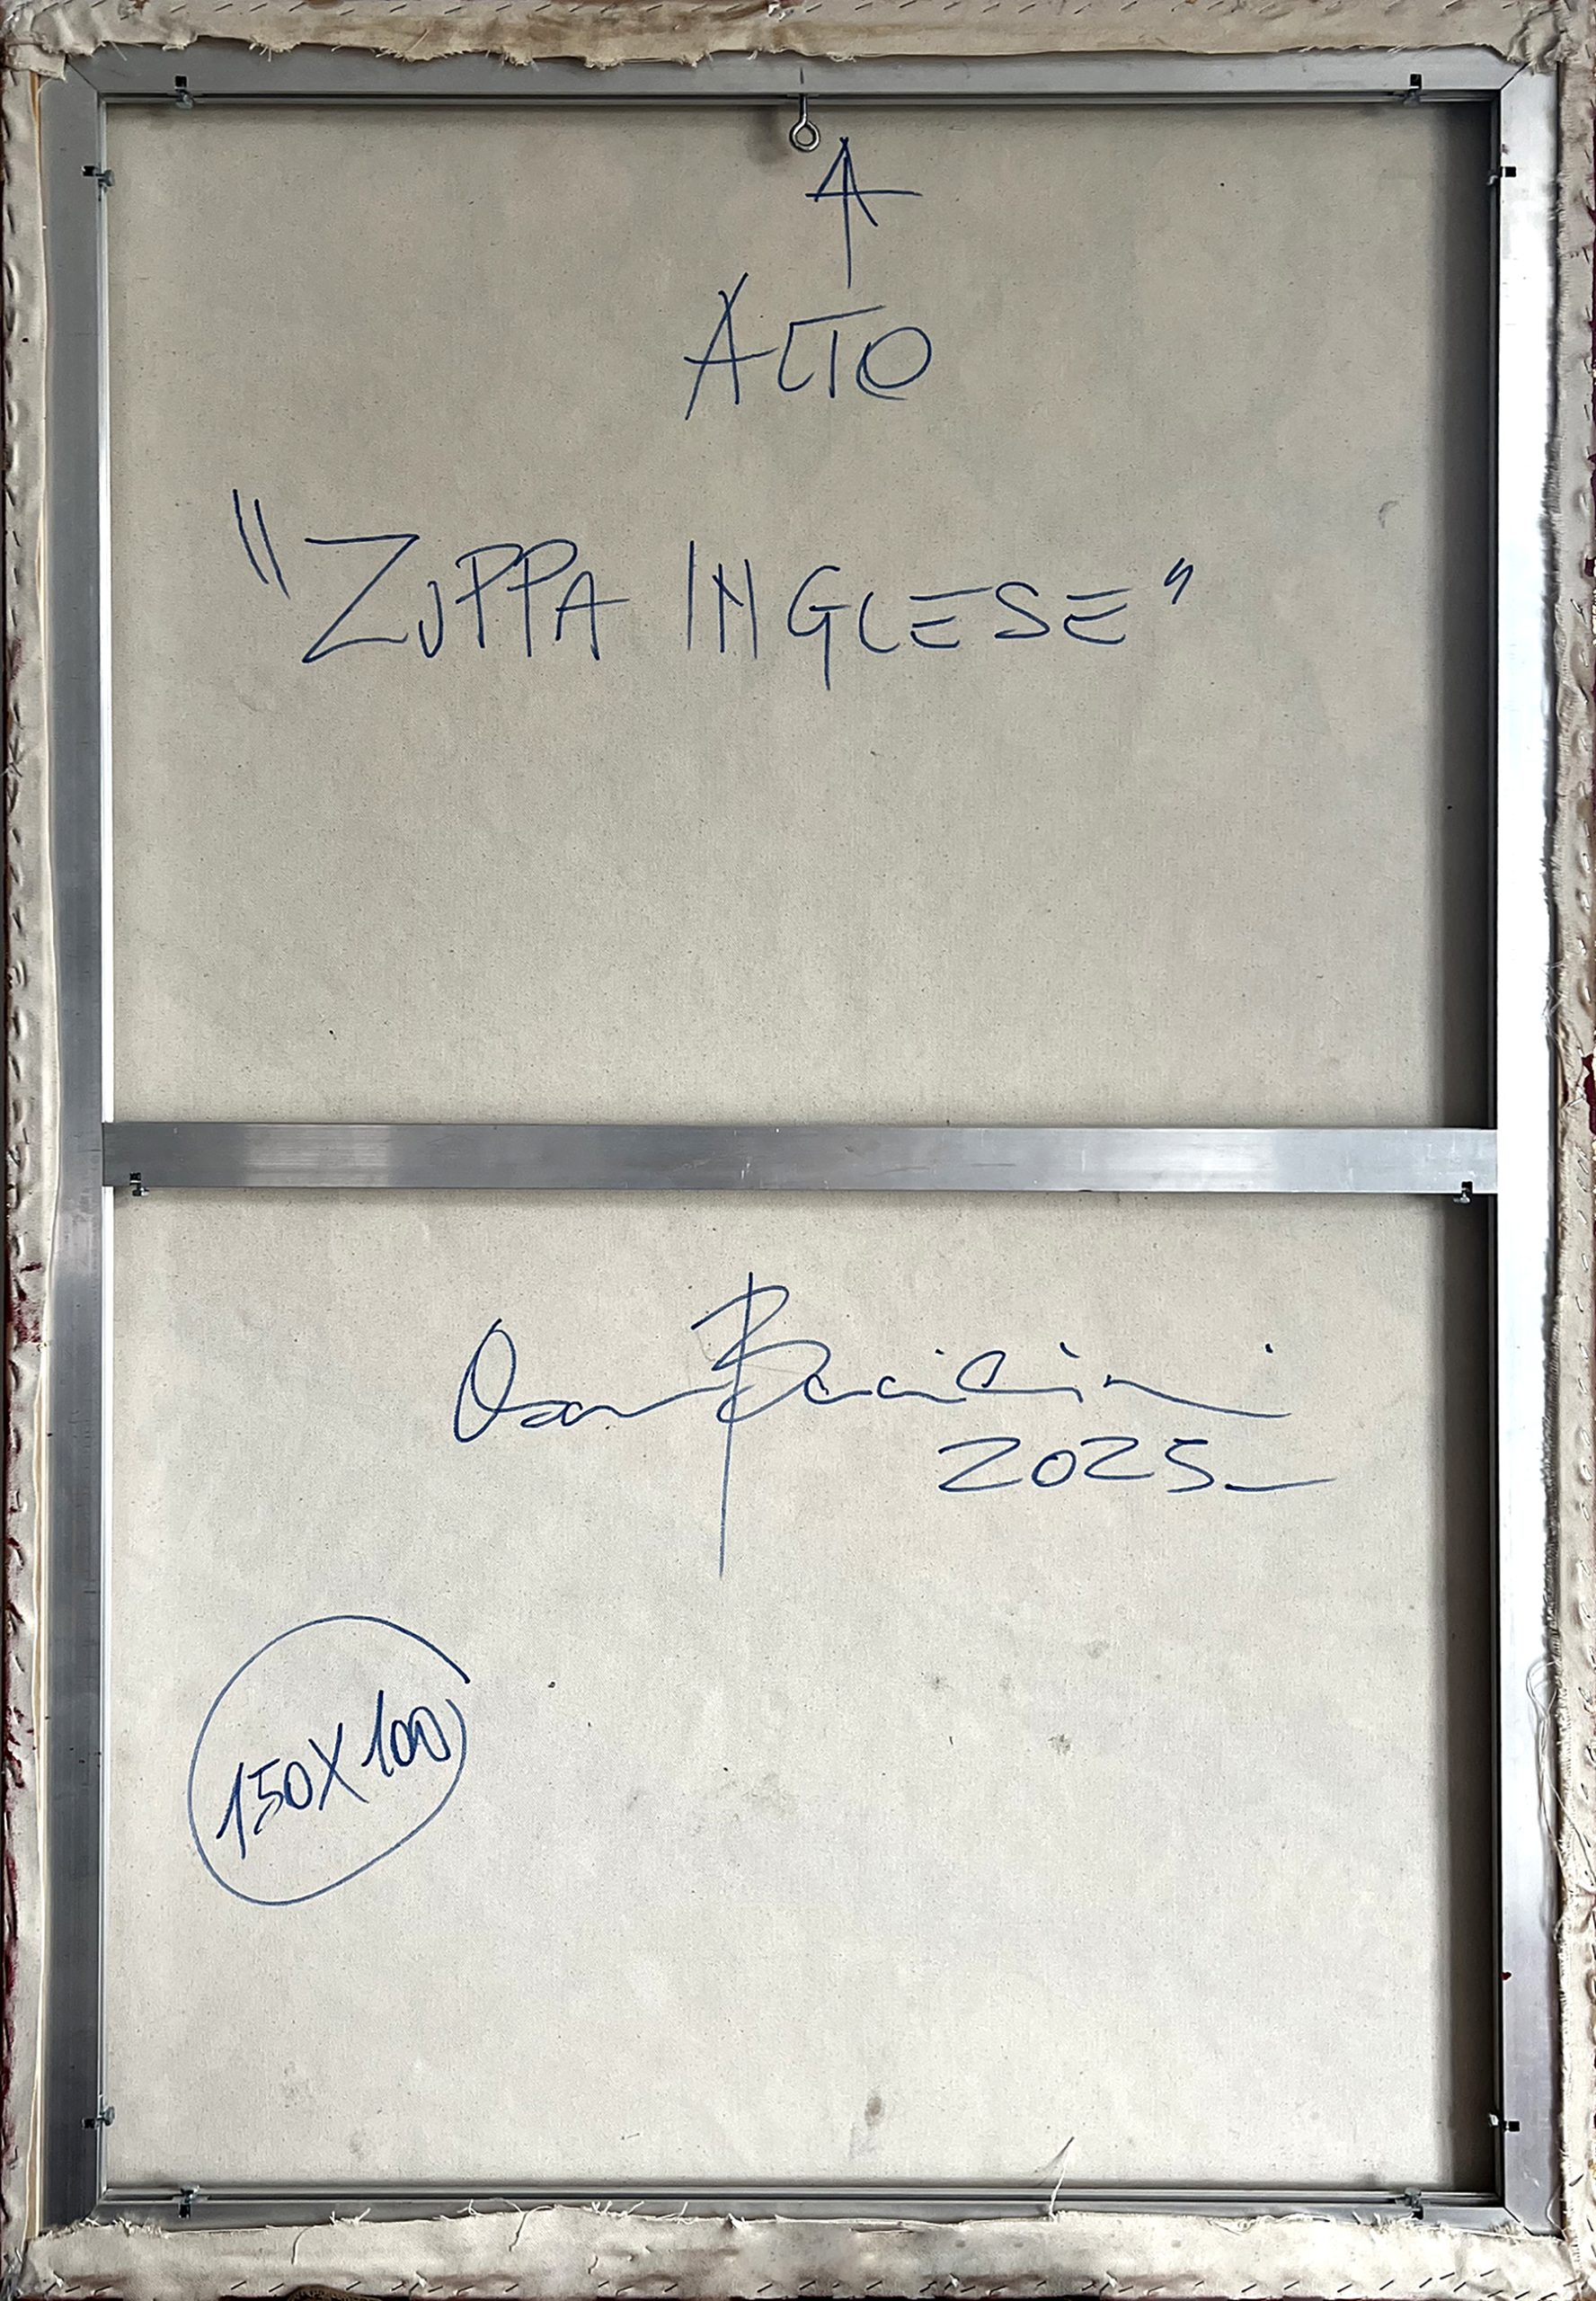 ↑
ALTO
"ZUPPA INGLESE"
2025
150X100